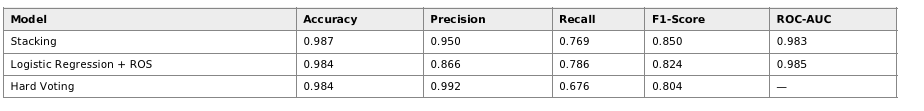 Model Accuracy Precision Recall F1-Score ROC-AUC
Stacking 0.987 0.950 0.769 0.850 0.983
Logistic Regression + ROS 0.984 0.866 0.786 0.824 0.985
Hard Voting 0.984 0.992 0.676 0.804 —